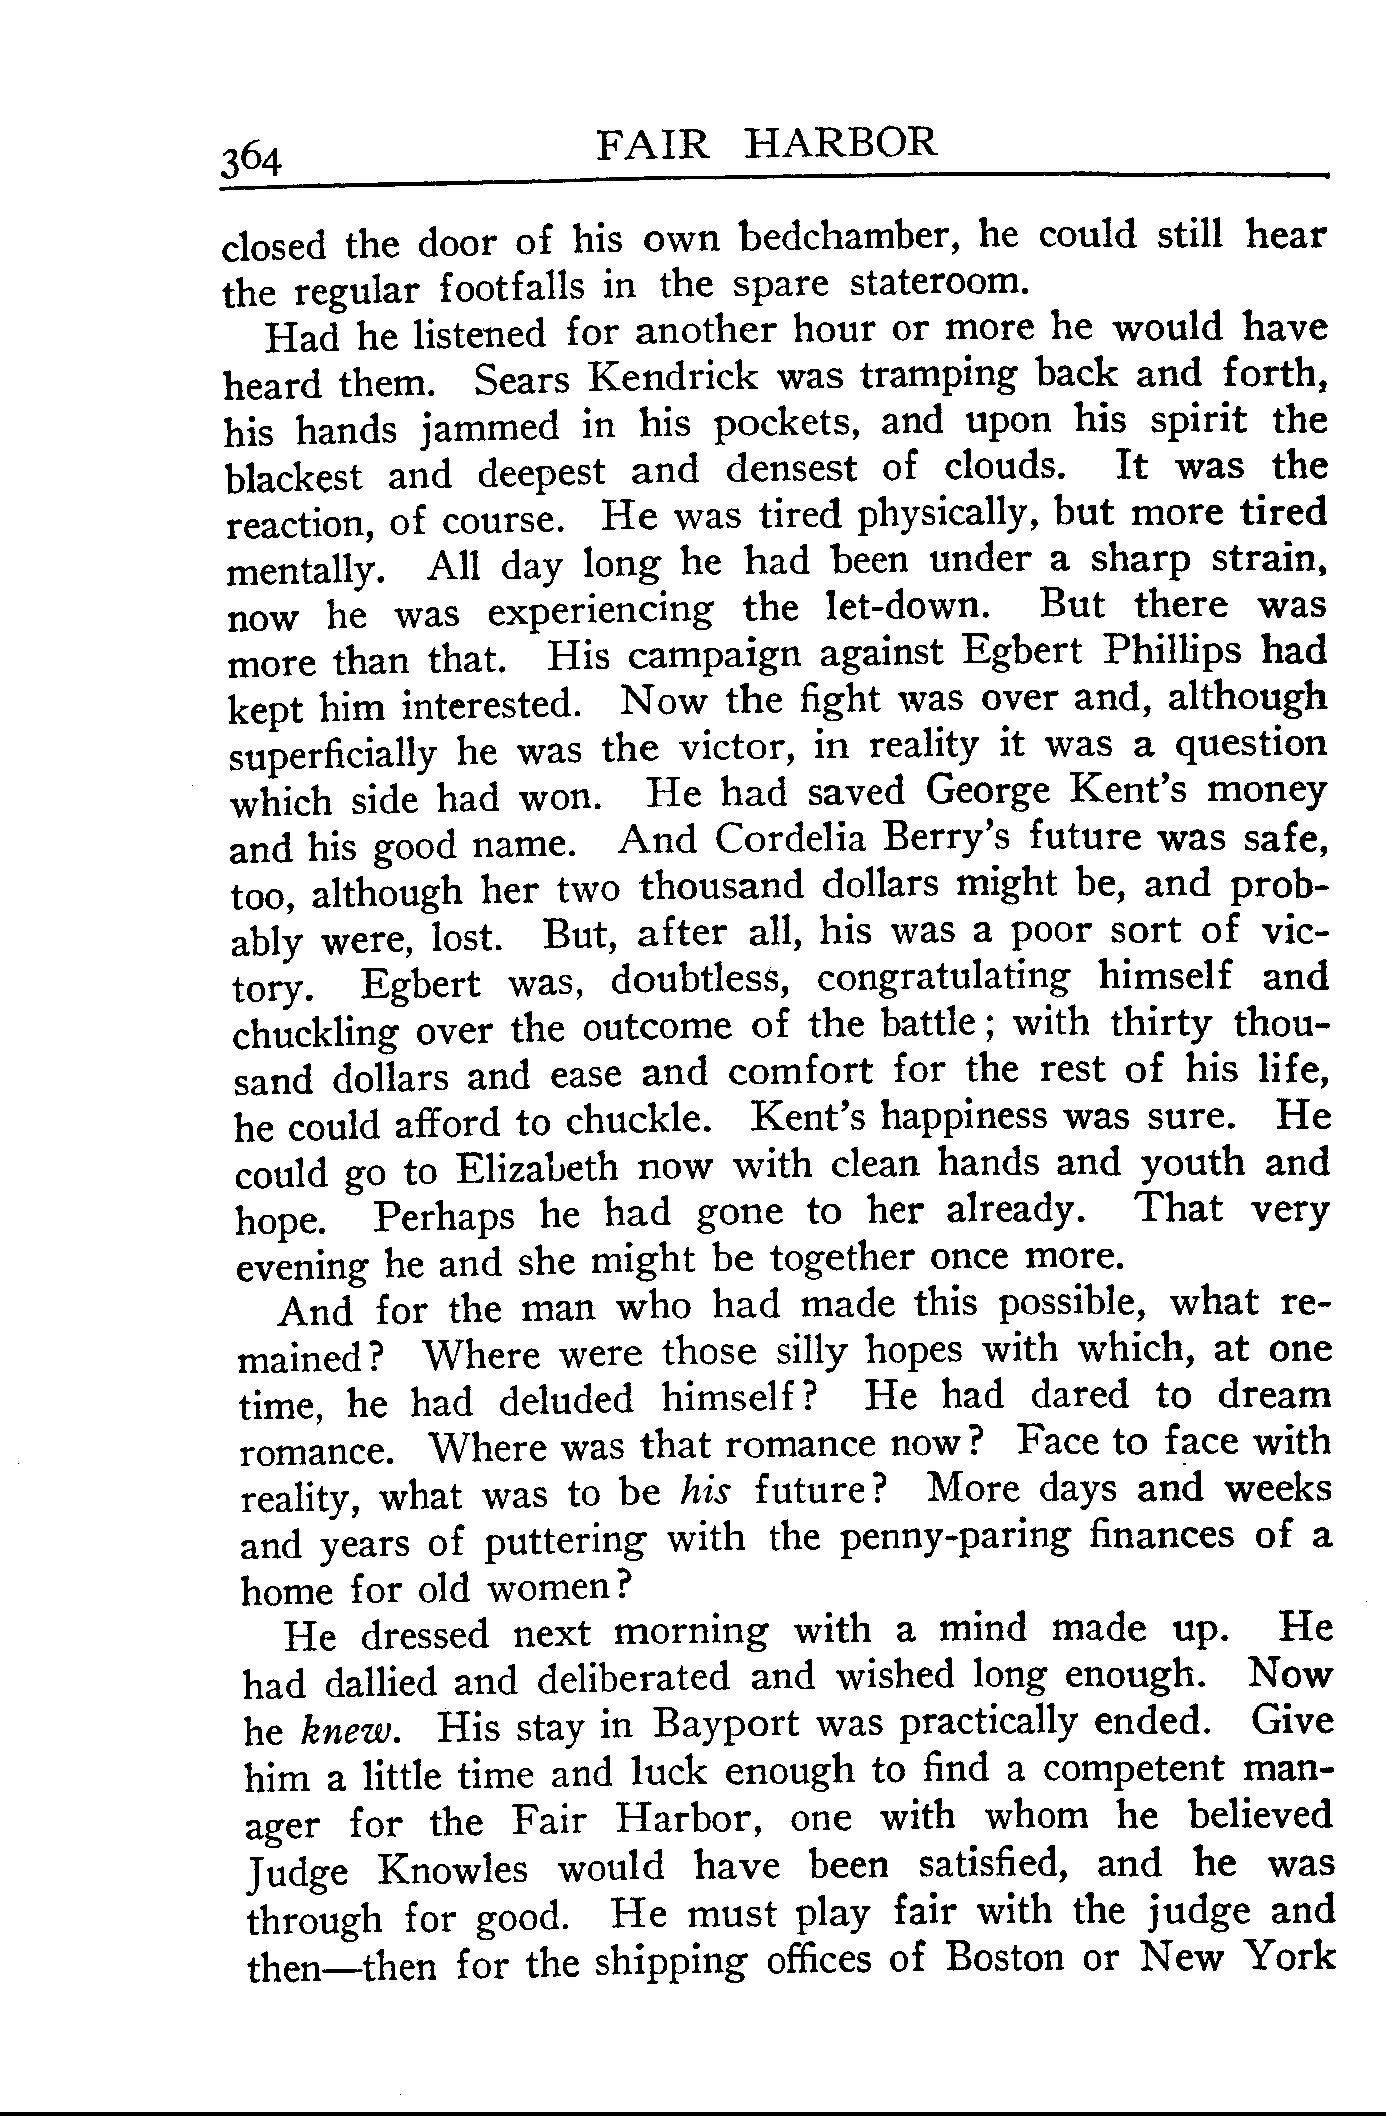 364 FAIR HARBOR
closed the door of his own bedchamber, he could still hear
the regular footfalls in the spare stateroom.
Had he listened for another hour or more he would have
heard them. Sears Kendrick was tramping back and forth,
his hands jammed in his pockets, and upon his spirit the
blackest and deepest and densest of clouds. It was the
reaction, of course. He was tired physically, but more tired
mentally. All day long he had been under a sharp strain,
now he was experiencing the let-down. But there was
more than that. His campaign against Egbert Phillips had
kept him interested. Now the fight was over and, although
superficially he was the victor, in reality it was a question
which side had won. He had saved George Kent's money
and his good name. And Cordelia Berry's future was safe,
too, although her two thousand dollars might be, and prob-
ably were, lost. But, after all, his was a poor sort of vic-
tory. Egbert was, doubtless, congratulating himself and
chuckling over the outcome of the battle; with thirty thou-
sand dollars and ease and comfort for the rest of his life,
he could afford to chuckle. Kent's happiness was sure. He
could go to Elizabeth now with clean hands and youth and
hope. Perhaps he had gone to her already. That very
evening he and she might be together once more.
And for the man who had made this possible, what re-
mained? Where were those silly hopes with which, at one
time, he had deluded himself? He had dared to dream
romance. Where was that romance now? Face to face with
reality, what was to be his future? More days and weeks
and years of puttering with the penny-paring finances of a
home for old women?
He dressed next morning with a mind made up. He
had dallied and deliberated and wished long enough. Now
he knew. His stay in Bayport was practically ended. Give
him a little time and luck enough to find a competent man-
ager for the Fair Harbor, one with whom he believed
Judge Knowles would have been satisfied, and he was
through for good. He must play fair with the judge and
then—then for the shipping offices of Boston or New York